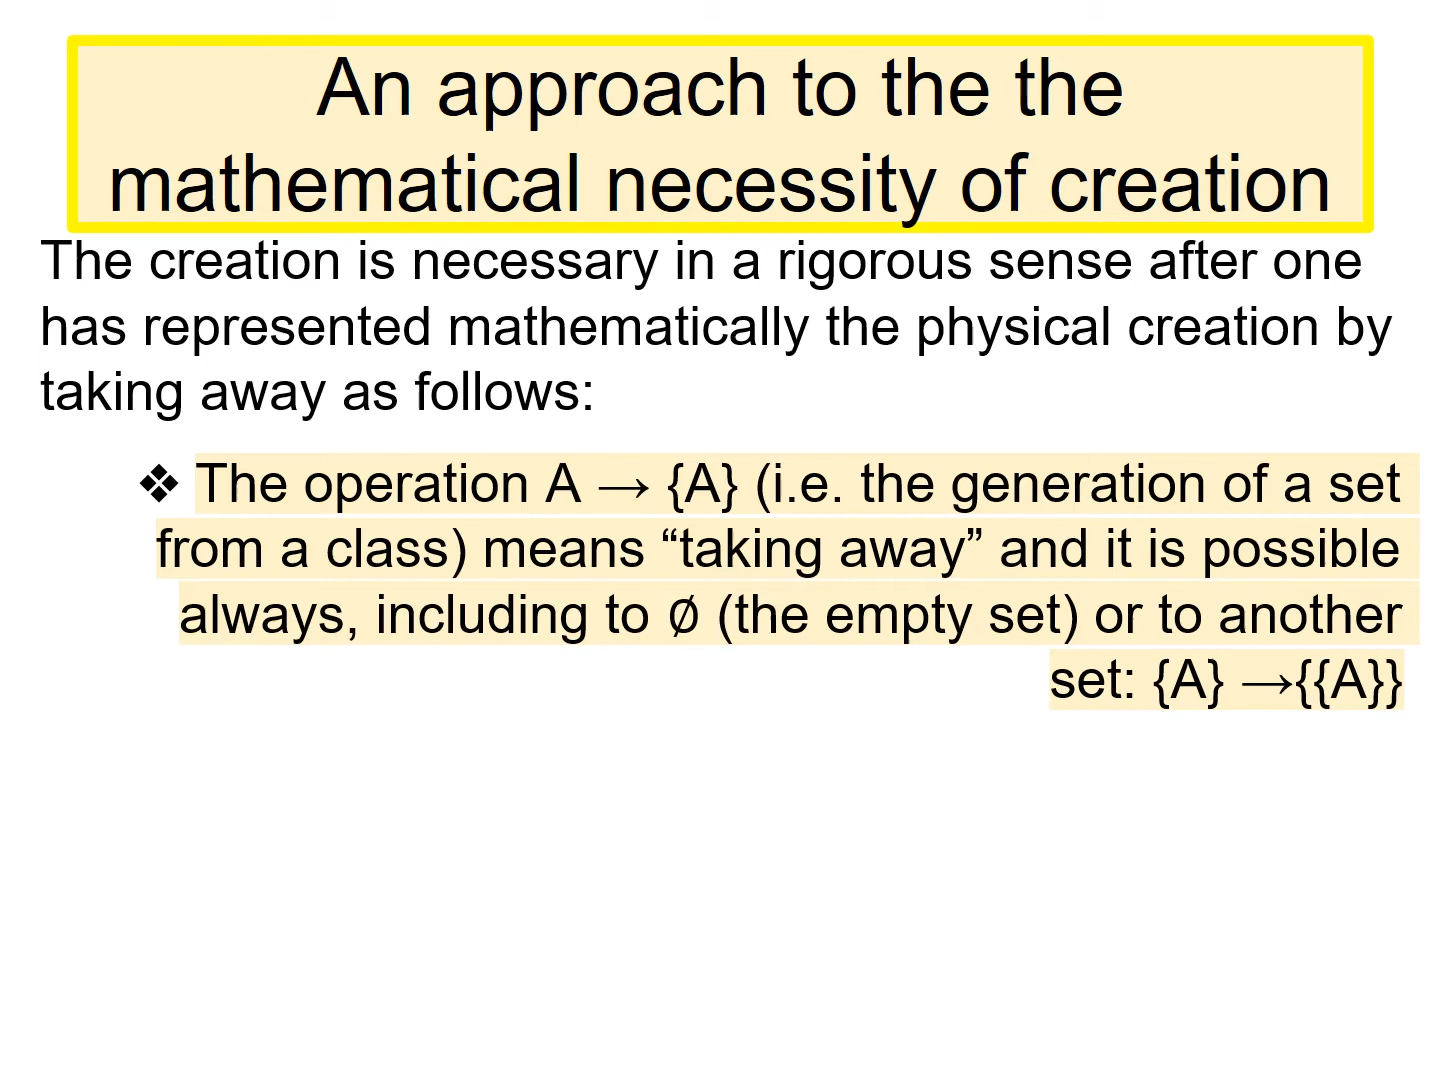 An approach to the the
mathematical necessity of creation
The creation is necessary in a rigorous sense after one
has represented mathematically the physical creation by
taking away as follows:
❖ The operation A → {A} (i.e. the generation of a set
from a class) means “taking away” and it is possible
always, including to ∅ (the empty set) or to another
set: {A} →{{A}}